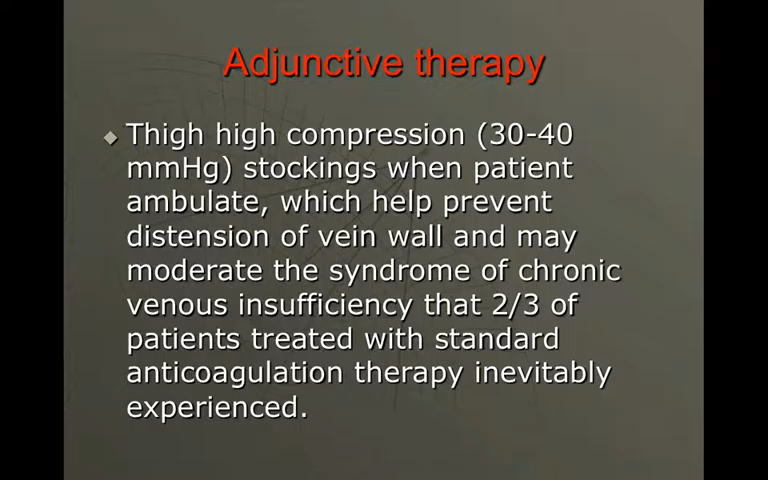 Adjunctive therapy
Thigh high compression (30-40
mmHg) stockings when patient
ambulate, which help prevent
distension of vein wall and may
moderate the syndrome of chronic
venous insufficiency that 2/3 of
patients treated with standard
anticoagulation therapy inevitably
experienced.